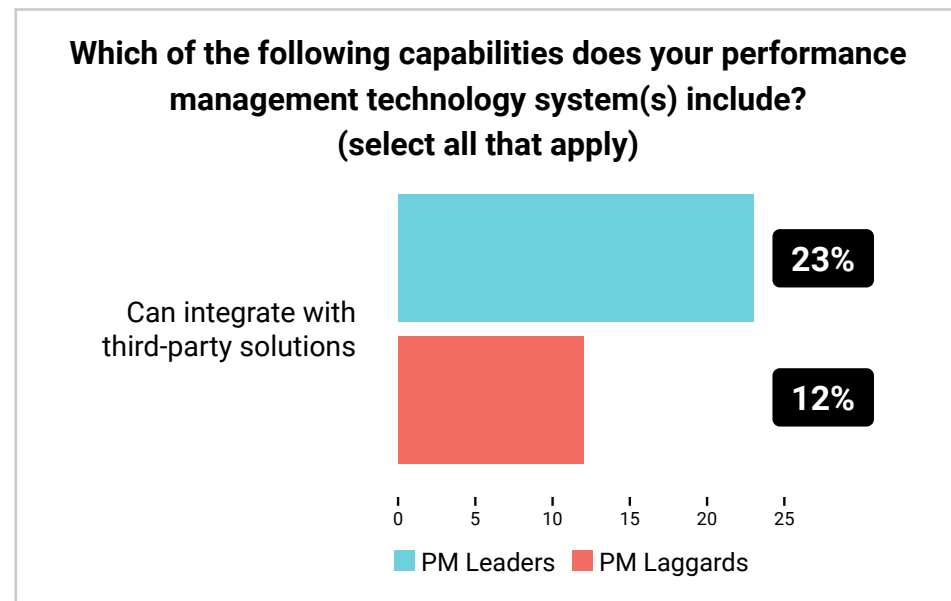 Which of the following capabilities does your performance
management technology system(s) include?
(select all that apply)
23%
Can integrate with
third-party solutions
12%
0 5 10 15 20 25
PM Leaders PM Laggards